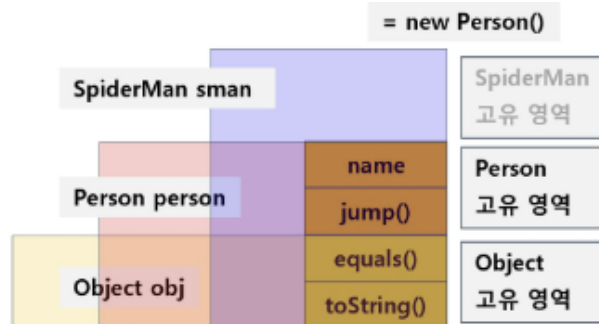 = new Person()
SpiderMan sman
SpiderMan
고유 영역
Person person
name
jump()
Person
고유 영역
Object obj
equals()
toString()
Object
고유 영역